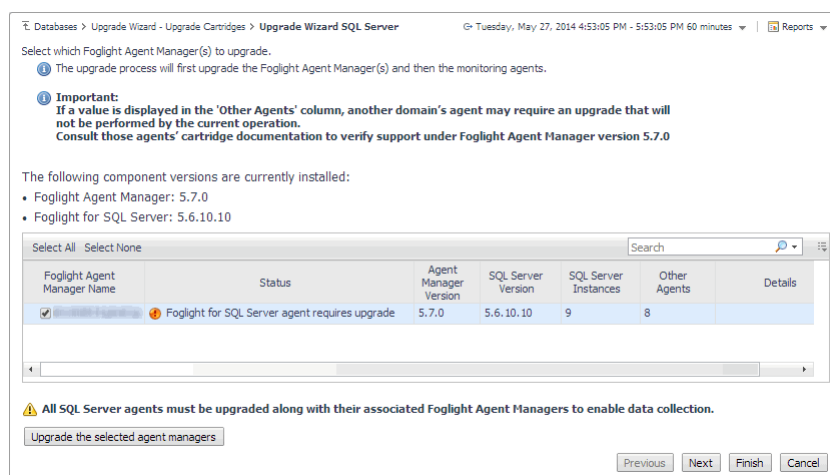 Databases > Upgrade Wizard - Upgrade Cartridges > Upgrade Wizard SQL Server
Tuesday, May 27, 2014 4:53:05 PM - 5:53:05 PM 60 minutes
Reports
Select which Foglight Agent Manager(s) to upgrade.
The upgrade process will first upgrade the Foglight Agent Manager(s) and then the monitoring agents.
Important:
If a value is displayed in the 'Other Agents' column, another domain's agent may require an upgrade that will
not be performed by the current operation.
Consult those agents' cartridge documentation to verify support under Foglight Agent Manager version 5.7.0
The following component versions are currently installed:
• Foglight Agent Manager: 5.7.0
• Foglight for SQL Server: 5.6.10.10
Select All Select None
Search
Foglight Agent
Manager Name
Status
Agent
Manager
Version
SQL Server
Version
SQL Server
Instances
Other
Agents
Details
Foglight for SQL Server agent requires upgrade 5.7.0 5.6.10.10 9 8
All SQL Server agents must be upgraded along with their associated Foglight Agent Managers to enable data collection.
Upgrade the selected agent managers
Previous Next Finish Cancel